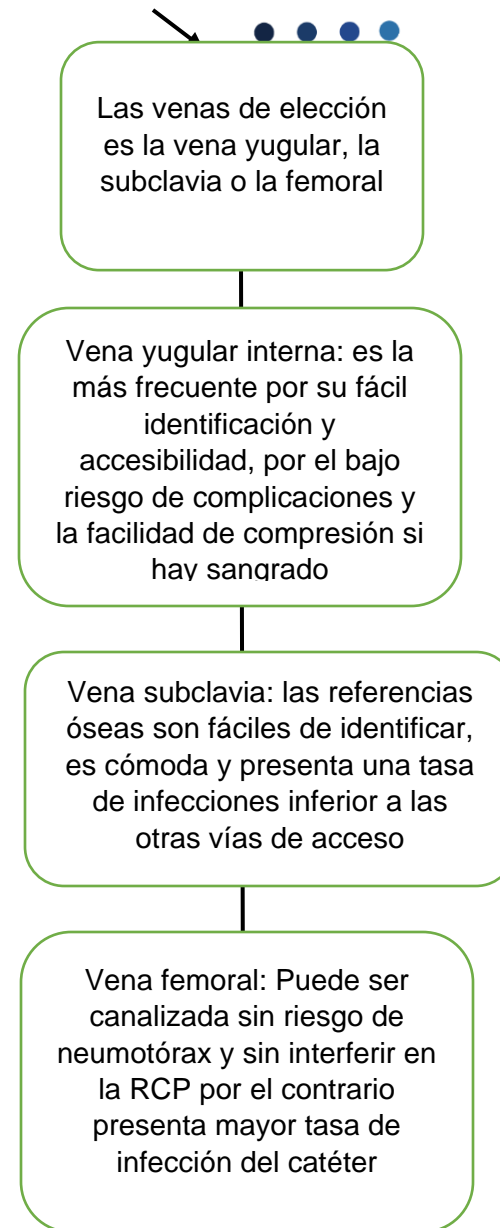 Las venas de elección
es la vena yugular, la
subclavia o la femoral
Vena yugular interna: es la
más frecuente por su fácil
identificación y
accesibilidad, por el bajo
riesgo de complicaciones y
la facilidad de compresión si
hay sangrado
Vena subclavia: las referencias
óseas son fáciles de identificar,
es cómoda y presenta una tasa
de infecciones inferior a las
otras vías de acceso
Vena femoral: Puede ser
canalizada sin riesgo de
neumotórax y sin interferir en
la RCP por el contrario
presenta mayor tasa de
infección del catéter